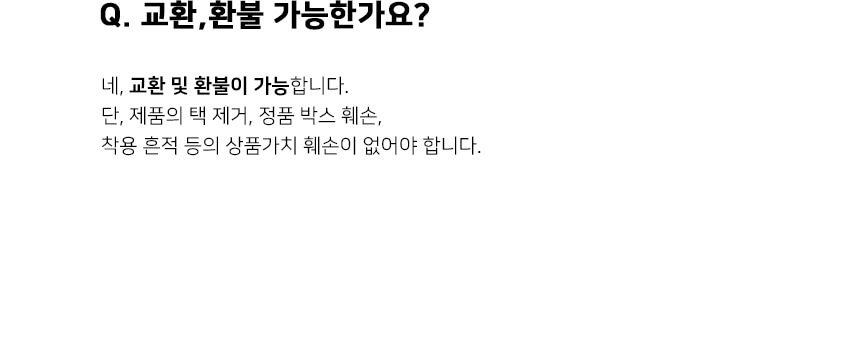 Q. 교환,환불 가능한가요?
네, 교환 및 환불이 가능합니다.
단, 제품의 택 제거, 정품 박스 훼손,
착용 흔적 등의 상품가치 훼손이 없어야 합니다.